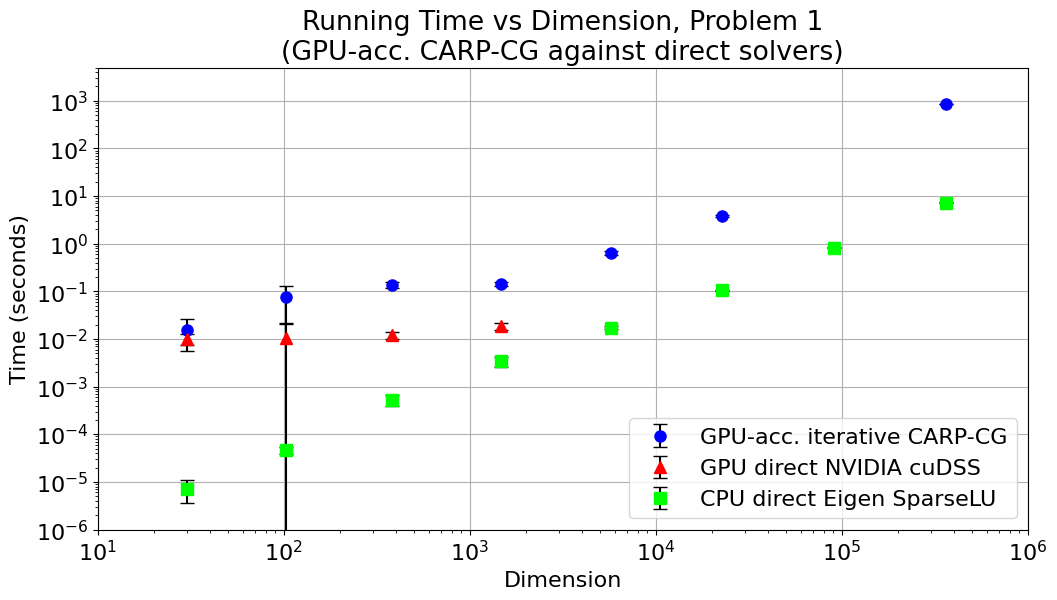 Running Time vs Dimension, Problem 1
(GPU-acc. CARP-CG against direct solvers)
Time (seconds)
10³
10²
10¹
10⁰
10⁻¹
10⁻²
10⁻³
10⁻⁴
10⁻⁵
10⁻⁶
GPU-acc. iterative CARP-CG
GPU direct NVIDIA cuDSS
CPU direct Eigen SparseLU
10¹ 10² 10³ 10⁴ 10⁵ 10⁶
Dimension